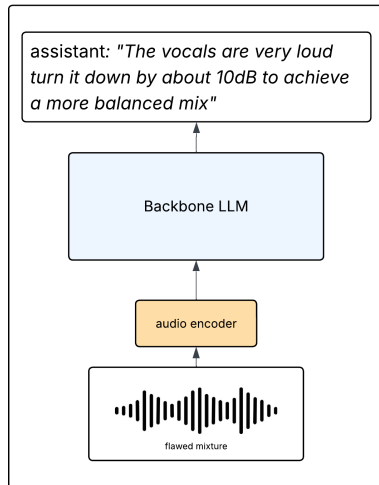 assistant: "The vocals are very loud
turn it down by about 10dB to achieve
a more balanced mix"
Backbone LLM
audio encoder
flawed mixture